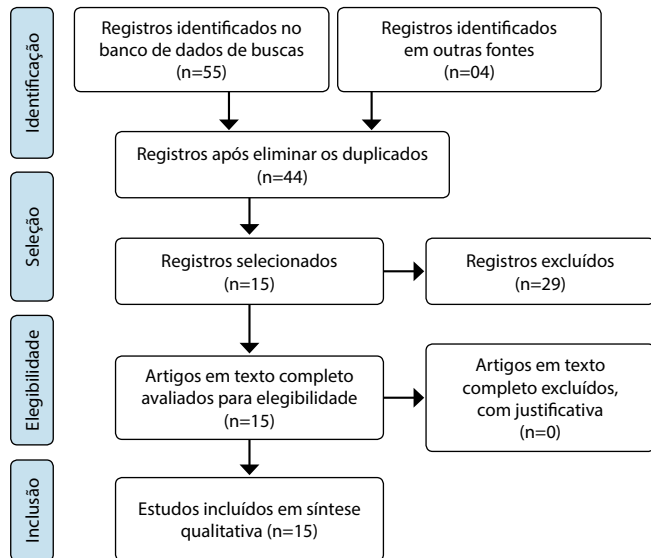 Identificação
Registros identificados no
banco de dados de buscas
(n=55)
Registros identificados
em outras fontes
(n=04)
Registros após eliminar os duplicados
(n=44)
Seleção
Registros selecionados
(n=15)
Registros excluídos
(n=29)
Elegibilidade
Artigos em texto completo
avaliados para elegibilidade
(n=15)
Artigos em texto
completo excluídos,
com justificativa
(n=0)
Inclusão
Estudos incluídos em síntese
qualitativa (n=15)